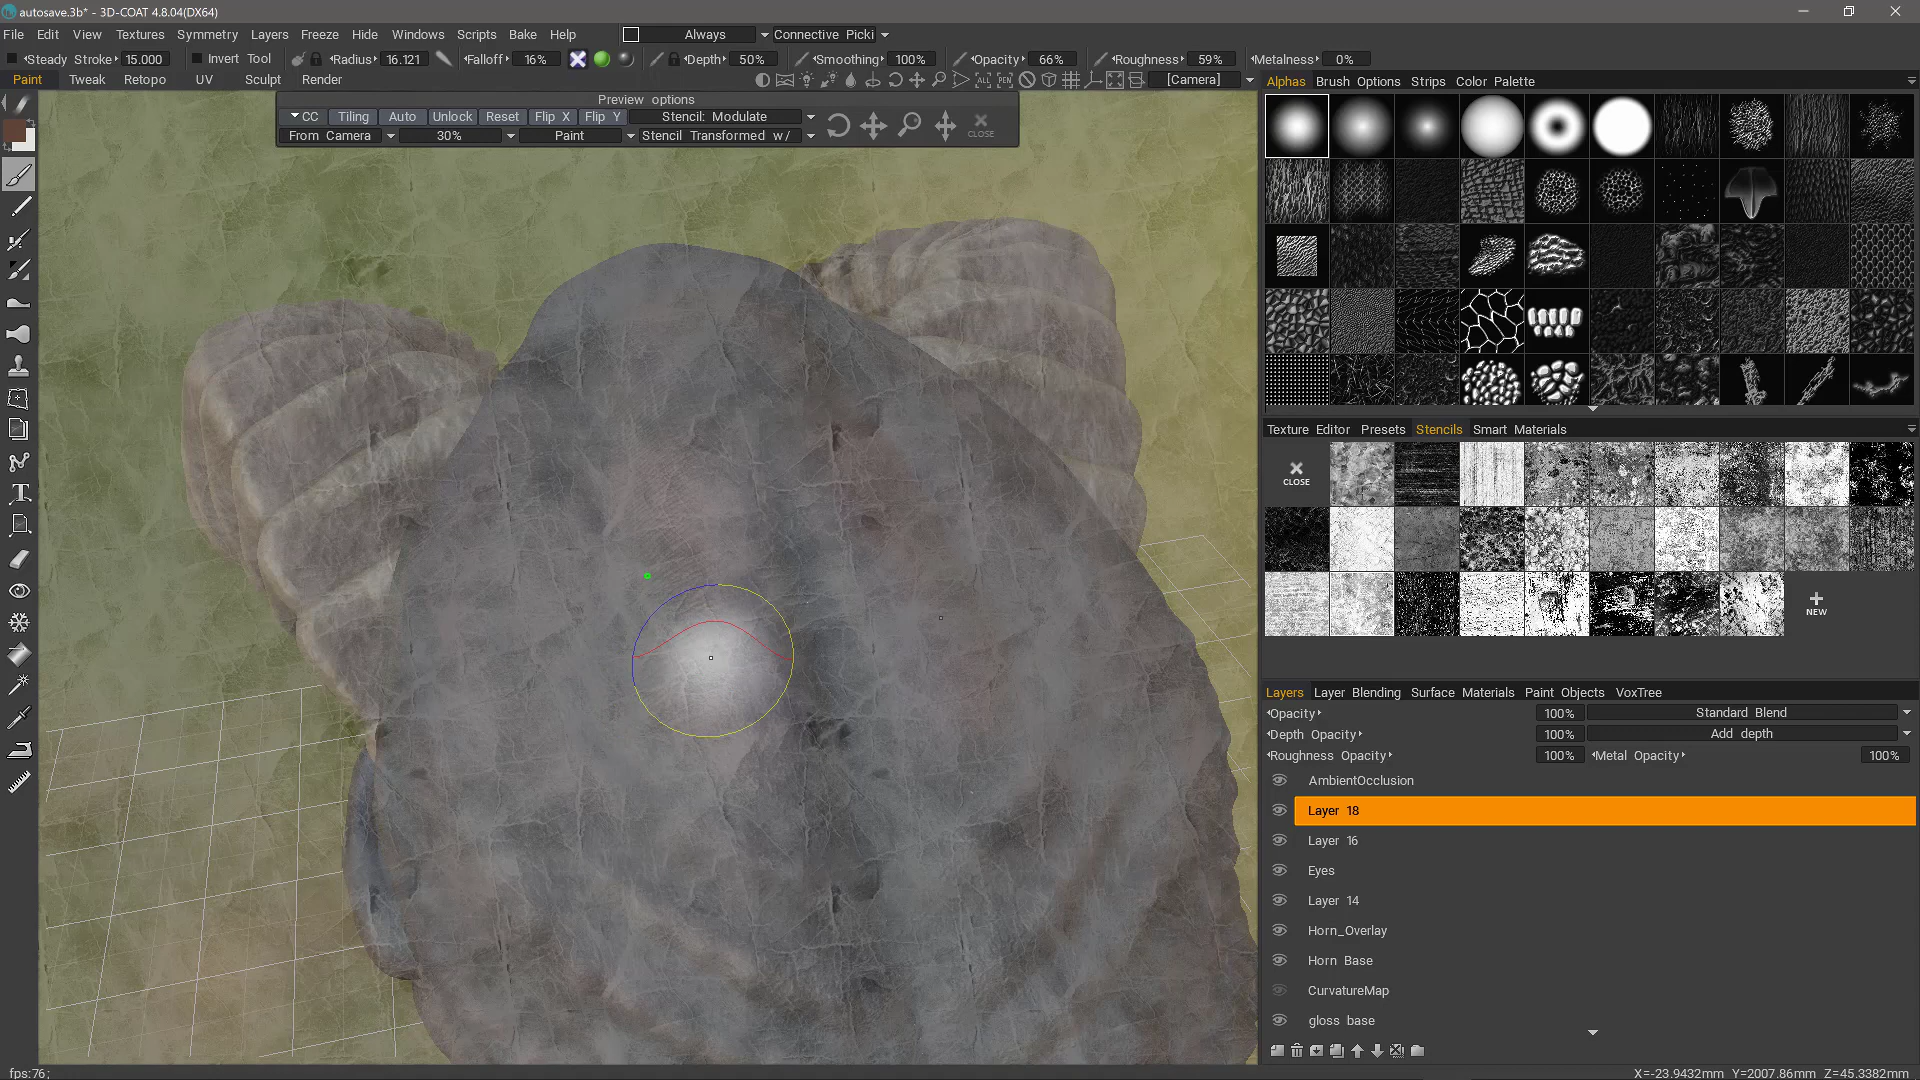 autosave.3b* - 3D-COAT 4.8.04(DX64)
File Edit View Textures Symmetry Layers Freeze Hide Windows Scripts Bake Help Always Connective Picki
Steady Stroke 15.000 Invert Tool Radius 16.121 Falloff 16% Depth 50% Smoothing 100% Opacity 66% Roughness 59% Metalness 0%
Paint Tweak Retopo UV Sculpt Render ALL PEN [Camera]
Alphas Brush Options Strips Color Palette
Preview options
CC Tiling Auto Unlock Reset Flip X Flip Y Stencil: Modulate
From Camera 30% Paint Stencil Transformed w/ CLOSE
Texture Editor Presets Stencils Smart Materials
CLOSE
NEW
Layers Layer Blending Surface Materials Paint Objects VoxTree
Opacity 100% Standard Blend
Depth Opacity 100% Add depth
Roughness Opacity 100% Metal Opacity 100%
AmbientOcclusion
Layer 18
Layer 16
Eyes
Layer 14
Horn_Overlay
Horn Base
CurvatureMap
gloss base
fps:76; X=-23.9432mm Y=2007.86mm Z=45.3382mm